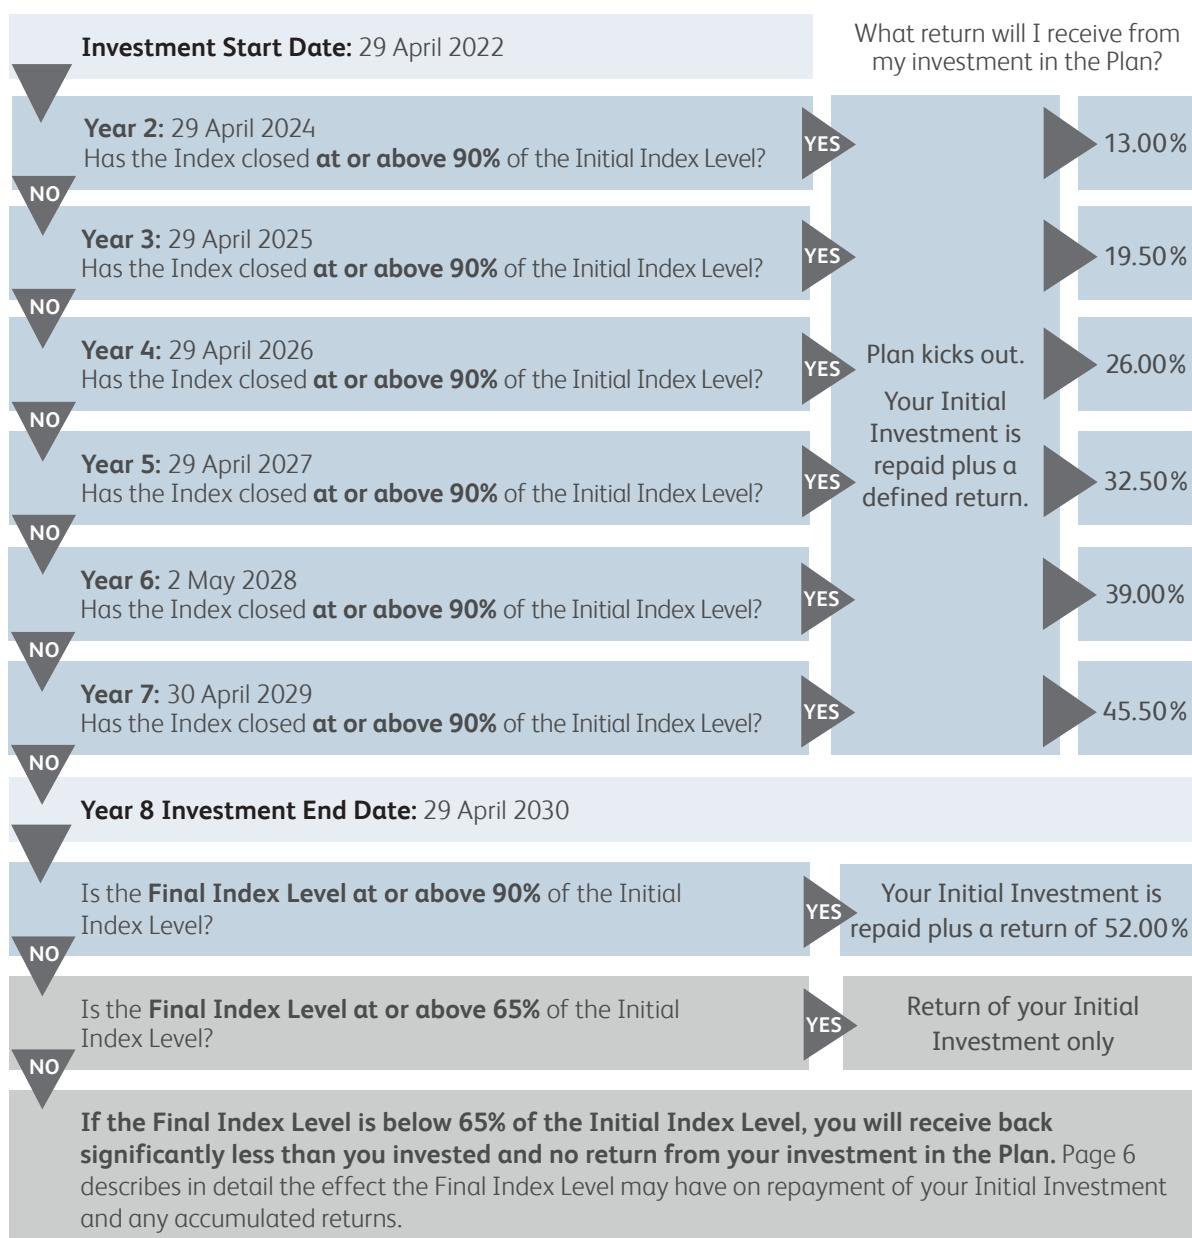 Investment Start Date: 29 April 2022
What return will I receive from
my investment in the Plan?
Year 2: 29 April 2024
Has the Index closed at or above 90% of the Initial Index Level?
YES
13.00%
NO
Year 3: 29 April 2025
Has the Index closed at or above 90% of the Initial Index Level?
YES
19.50%
NO
Year 4: 29 April 2026
Has the Index closed at or above 90% of the Initial Index Level?
YES
Plan kicks out.
Your Initial
Investment is
repaid plus a
defined return.
26.00%
NO
Year 5: 29 April 2027
Has the Index closed at or above 90% of the Initial Index Level?
YES
32.50%
NO
Year 6: 2 May 2028
Has the Index closed at or above 90% of the Initial Index Level?
YES
39.00%
NO
Year 7: 30 April 2029
Has the Index closed at or above 90% of the Initial Index Level?
YES
45.50%
NO
Year 8 Investment End Date: 29 April 2030
Is the Final Index Level at or above 90% of the Initial
Index Level?
YES
Your Initial Investment is
repaid plus a return of 52.00%
NO
Is the Final Index Level at or above 65% of the Initial
Index Level?
YES
Return of your Initial
Investment only
NO
If the Final Index Level is below 65% of the Initial Index Level, you will receive back
significantly less than you invested and no return from your investment in the Plan. Page 6
describes in detail the effect the Final Index Level may have on repayment of your Initial Investment
and any accumulated returns.